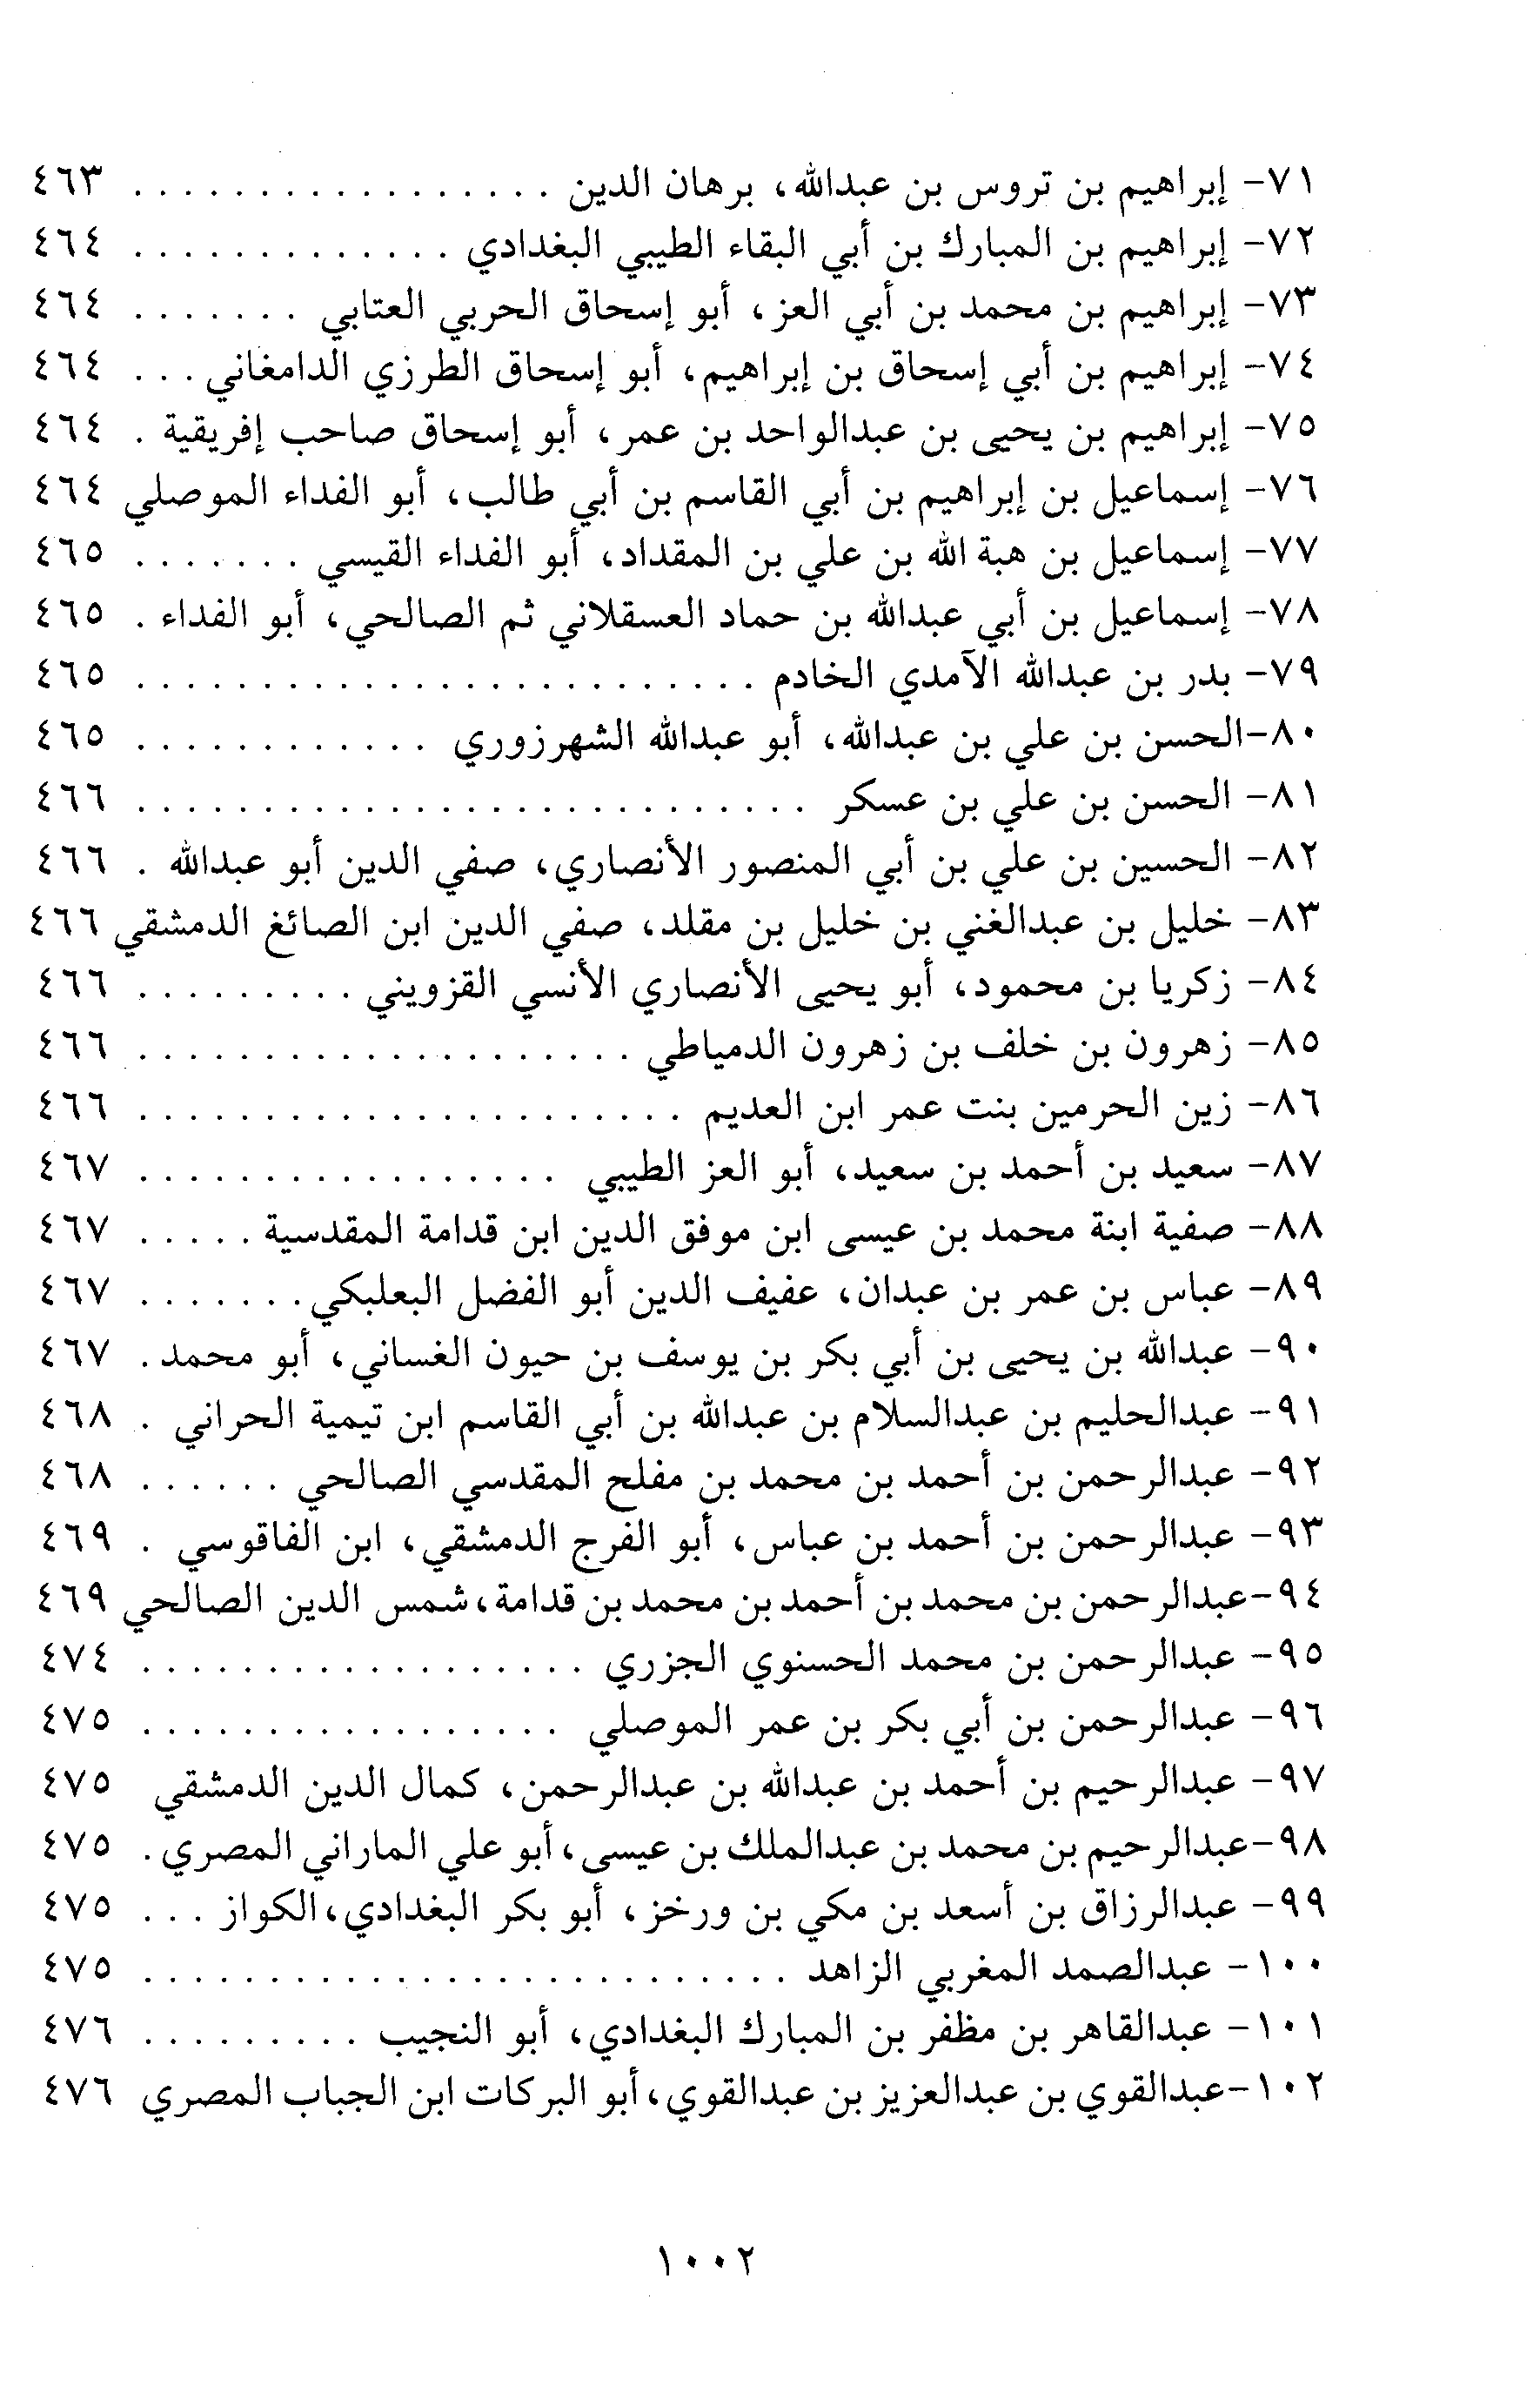 ٧١- إبراهيم بن تروس بن عبدالله، برهان الدين . . . . . . . . . . . . . . . . . ٤٦٣
٧٢- إبراهيم بن المبارك بن أبي البقاء الطيبي البغدادي . . . . . . . . . . . . . ٤٦٤
٧٣- إبراهيم بن محمد بن أبي العز، أبو إسحاق الحربي العتابي . . . . . . . ٤٦٤
٧٤- إبراهيم بن أبي إسحاق بن إبراهيم، أبو إسحاق الطرزي الدامغاني . . . ٤٦٤
٧٥- إبراهيم بن يحيى بن عبدالواحد بن عمر، أبو إسحاق صاحب إفريقية . ٤٦٤
٧٦- إسماعيل بن إبراهيم بن أبي القاسم بن أبي طالب، أبو الفداء الموصلي ٤٦٤
٧٧- إسماعيل بن هبة الله بن علي بن المقداد، أبو الفداء القيسي . . . . . . . ٤٦٥
٧٨- إسماعيل بن أبي عبدالله بن حماد العسقلاني ثم الصالحي، أبو الفداء . ٤٦٥
٧٩- بدر بن عبدالله الآمدي الخادم . . . . . . . . . . . . . . . . . . . . . . . . . ٤٦٥
٨٠-الحسن بن علي بن عبدالله، أبو عبدالله الشهرزوري . . . . . . . . . . . . ٤٦٥
٨١- الحسن بن علي بن عسكر . . . . . . . . . . . . . . . . . . . . . . . . . . . ٤٦٦
٨٢- الحسين بن علي بن أبي المنصور الأنصاري، صفي الدين أبو عبدالله . ٤٦٦
٨٣- خليل بن عبدالغني بن خليل بن مقلد، صفي الدين ابن الصائغ الدمشقي ٤٦٦
٨٤- زكريا بن محمود، أبو يحيى الأنصاري الأنسي القزويني . . . . . . . . . ٤٦٦
٨٥- زهرون بن خلف بن زهرون الدمياطي . . . . . . . . . . . . . . . . . . . . ٤٦٦
٨٦- زين الحرمين بنت عمر ابن العديم . . . . . . . . . . . . . . . . . . . . . . ٤٦٦
٨٧- سعيد بن أحمد بن سعيد، أبو العز الطيبي . . . . . . . . . . . . . . . . . ٤٦٧
٨٨- صفية ابنة محمد بن عيسى ابن موفق الدين ابن قدامة المقدسية . . . . . ٤٦٧
٨٩- عباس بن عمر بن عبدان، عفيف الدين أبو الفضل البعلبكي. . . . . . . ٤٦٧
٩٠- عبدالله بن يحيى بن أبي بكر بن يوسف بن حيون الغساني، أبو محمد . ٤٦٧
٩١- عبدالحليم بن عبدالسلام بن عبدالله بن أبي القاسم ابن تيمية الحراني . ٤٦٨
٩٢- عبدالرحمن بن أحمد بن محمد بن مفلح المقدسي الصالحي . . . . . . ٤٦٨
٩٣- عبدالرحمن بن أحمد بن عباس، أبو الفرج الدمشقي، ابن الفاقوسي . ٤٦٩
٩٤-عبدالرحمن بن محمد بن أحمد بن محمد بن قدامة،شمس الدين الصالحي ٤٦٩
٩٥- عبدالرحمن بن محمد الحسنوي الجزري . . . . . . . . . . . . . . . . . . ٤٧٤
٩٦- عبدالرحمن بن أبي بكر بن عمر الموصلي . . . . . . . . . . . . . . . . . ٤٧٥
٩٧- عبدالرحيم بن أحمد بن عبدالله بن عبدالرحمن، كمال الدين الدمشقي ٤٧٥
٩٨-عبدالرحيم بن محمد بن عبدالملك بن عيسى،أبو علي الماراني المصري. ٤٧٥
٩٩- عبدالرزاق بن أسعد بن مكي بن ورخز، أبو بكر البغدادي،الكواز . . . ٤٧٥
١٠٠- عبدالصمد المغربي الزاهد . . . . . . . . . . . . . . . . . . . . . . . . . . ٤٧٥
١٠١- عبدالقاهر بن مظفر بن المبارك البغدادي، أبو النجيب . . . . . . . . . ٤٧٦
١٠٢-عبدالقوي بن عبدالعزيز بن عبدالقوي،أبو البركات ابن الجباب المصري ٤٧٦
١٠٠٢